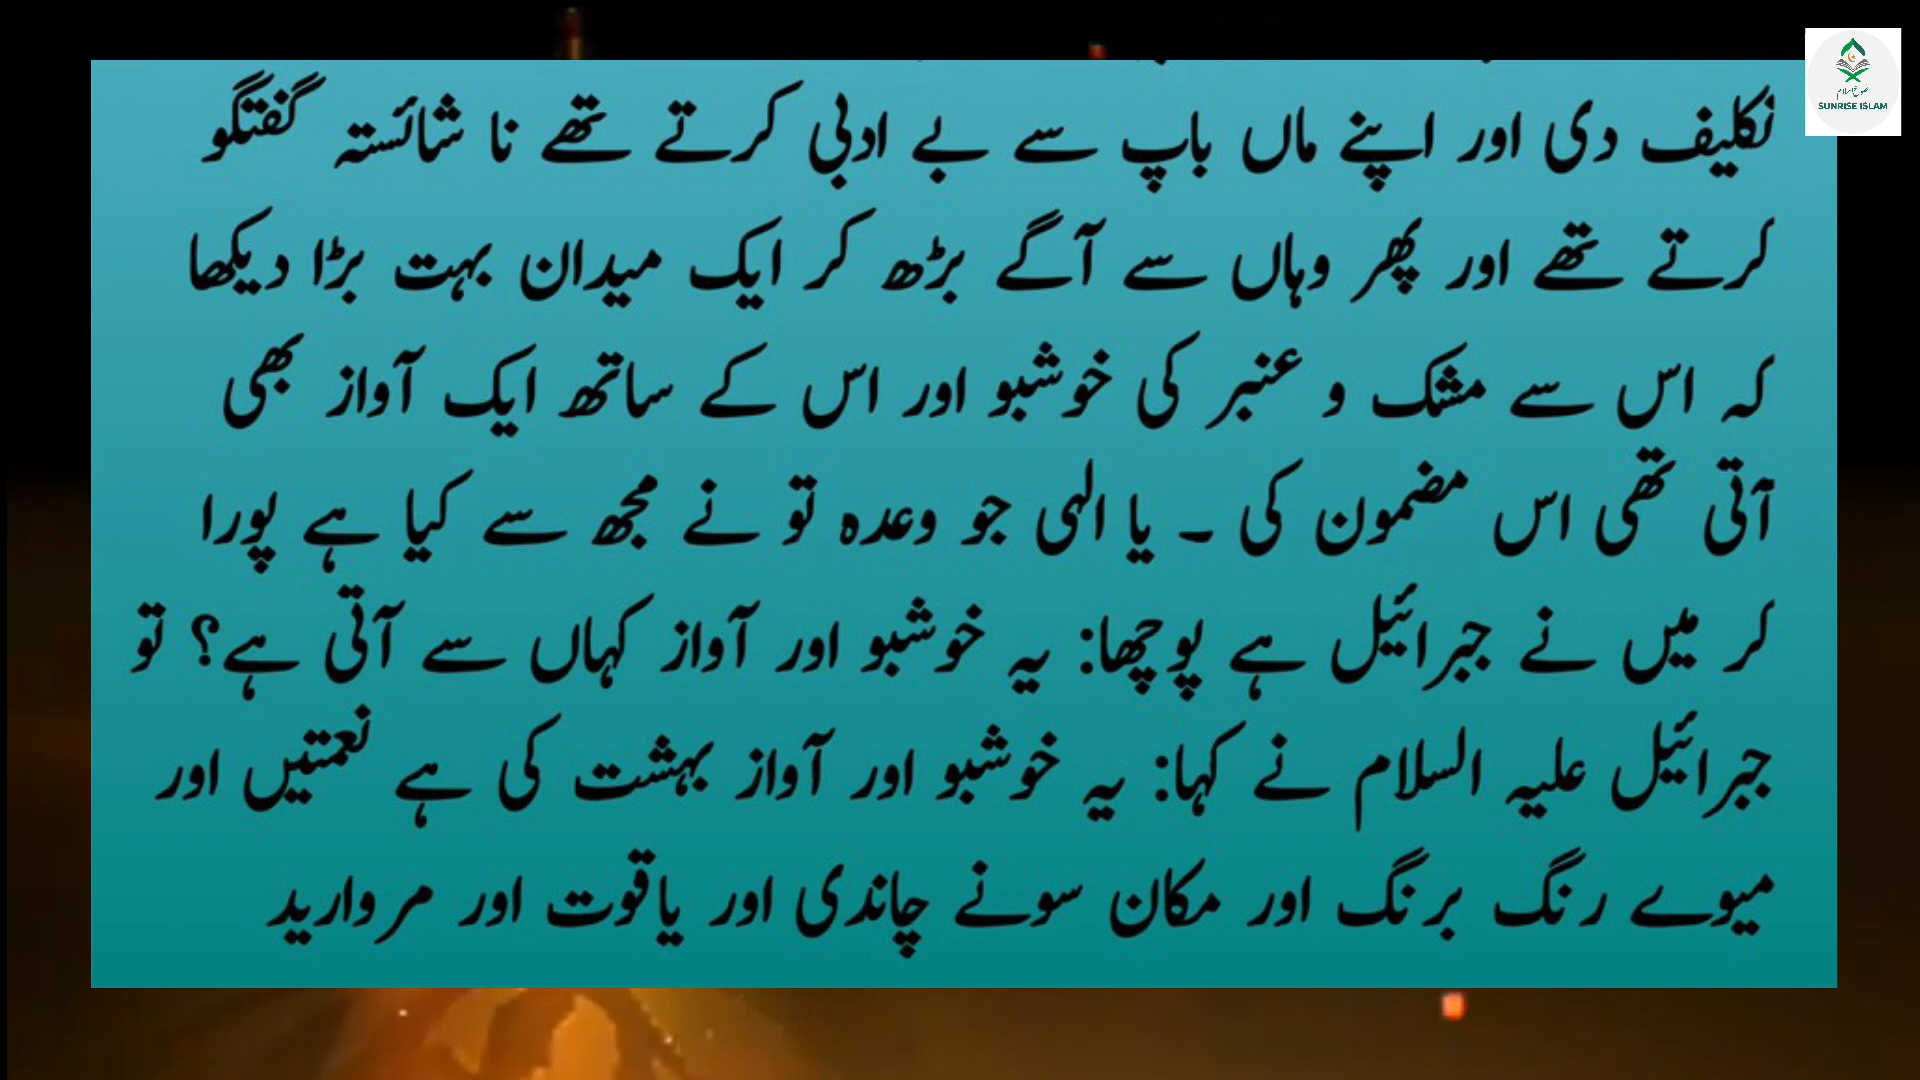 تکلیف دی اور اپنے ماں باپ سے بے ادبی کرتے تھے نا شائستہ گفتگو
کرتے تھے اور پھر وہاں سے آگے بڑھ کر ایک میدان بہت بڑا دیکھا
کہ اس سے مشک و عنبر کی خوشبو اور اس کے ساتھ ایک آواز بھی
آتی تھی اس مضمون کی ۔ یا الہی جو وعدہ تو نے مجھ سے کیا ہے پورا
کر میں نے جبرائیل ہے پوچھا: یہ خوشبو اور آواز کہاں سے آتی ہے؟ تو
جبرائیل علیہ السلام نے کہا: یہ خوشبو اور آواز بہشت کی ہے نعمتیں اور
میوے رنگ برنگ اور مکان سونے چاندی اور یاقوت اور مروارید
SUNRISE ISLAM